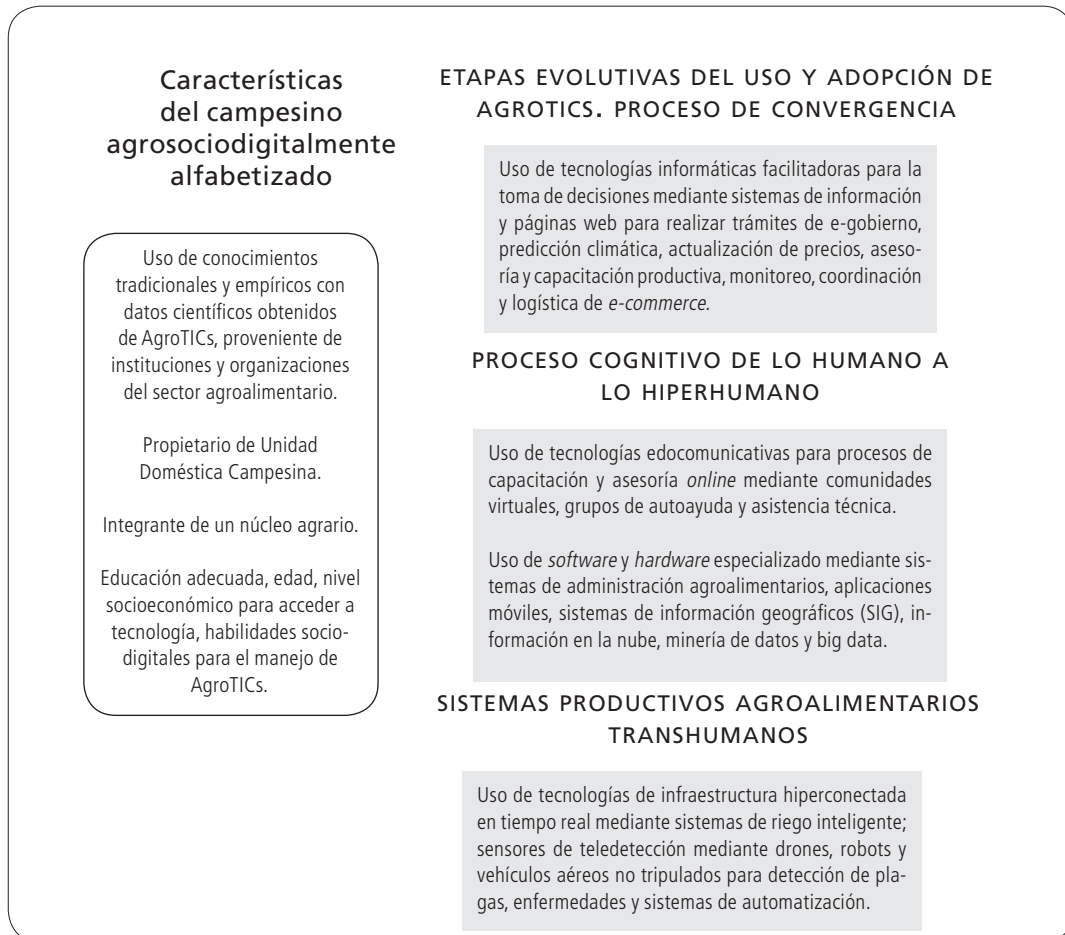 Características
del campesino
agrosociodigitalmente
alfabetizado
Uso de conocimientos
tradicionales y empíricos con
datos científicos obtenidos
de AgroTICs, proveniente de
instituciones y organizaciones
del sector agroalimentario.
Propietario de Unidad
Doméstica Campesina.
Integrante de un núcleo agrario.
Educación adecuada, edad, nivel
socioeconómico para acceder a
tecnología, habilidades socio-
digitales para el manejo de
AgroTICs.
ETAPAS EVOLUTIVAS DEL USO Y ADOPCIÓN DE
AGROTICS. PROCESO DE CONVERGENCIA
Uso de tecnologías informáticas facilitadoras para la
toma de decisiones mediante sistemas de información
y páginas web para realizar trámites de e-gobierno,
predicción climática, actualización de precios, aseso-
ría y capacitación productiva, monitoreo, coordinación
y logística de e-commerce.
PROCESO COGNITIVO DE LO HUMANO A
LO HIPERHUMANO
Uso de tecnologías edocomunicativas para procesos de
capacitación y asesoría online mediante comunidades
virtuales, grupos de autoayuda y asistencia técnica.
Uso de software y hardware especializado mediante sis-
temas de administración agroalimentarios, aplicaciones
móviles, sistemas de información geográficos (SIG), in-
formación en la nube, minería de datos y big data.
SISTEMAS PRODUCTIVOS AGROALIMENTARIOS
TRANSHUMANOS
Uso de tecnologías de infraestructura hiperconectada
en tiempo real mediante sistemas de riego inteligente;
sensores de teledetección mediante drones, robots y
vehículos aéreos no tripulados para detección de pla-
gas, enfermedades y sistemas de automatización.